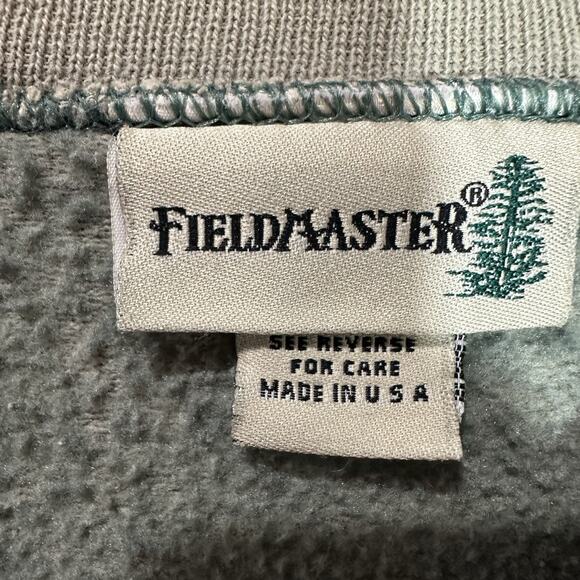 FIELDMASTER®
SEE REVERSE
FOR CARE
MADE IN U S A